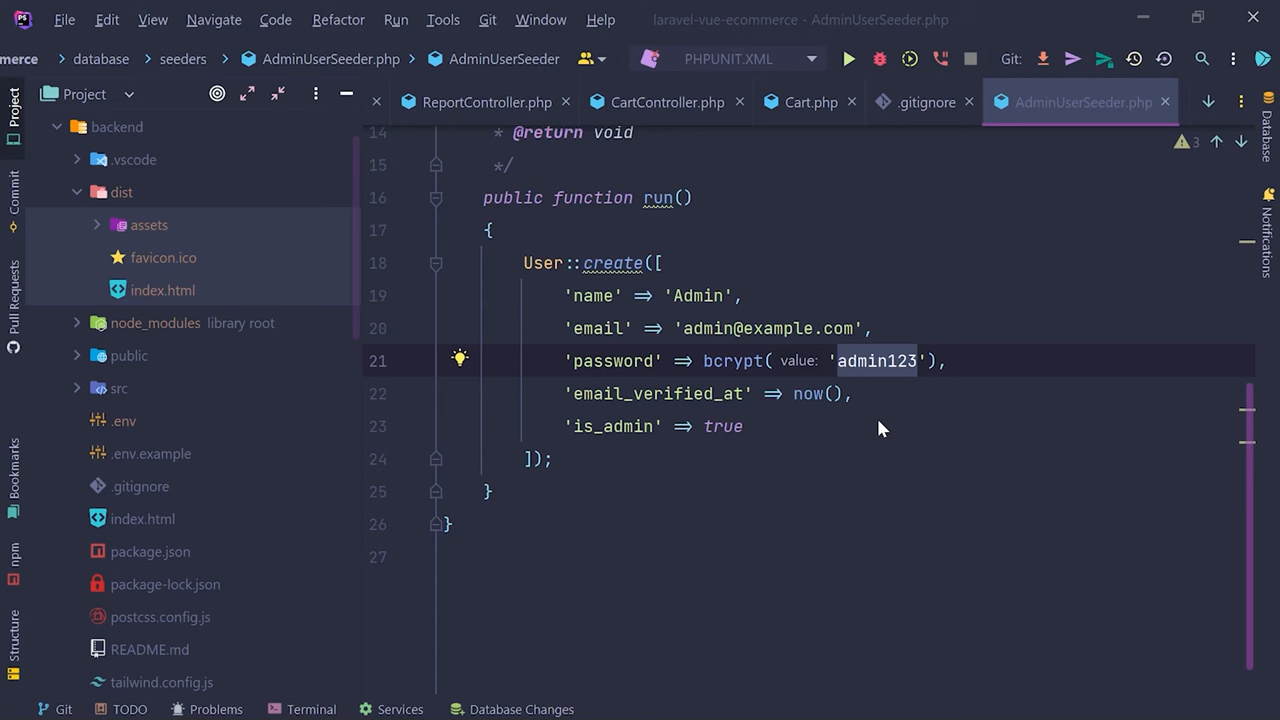 PS File Edit View Navigate Code Refactor Run Tools Git Window Help laravel-vue-ecommerce - AdminUserSeeder.php
merce database seeders AdminUserSeeder.php AdminUserSeeder PHPUNIT.XML Git:
Project ReportController.php CartController.php Cart.php .gitignore AdminUserSeeder.php
Project
Commit
Pull Requests
Bookmarks
npm
Structure
backend
.vscode
dist
assets
favicon.ico
index.html
node_modules library root
public
src
.env
.env.example
.gitignore
index.html
package.json
package-lock.json
postcss.config.js
README.md
tailwind.config.js
14 * @return void
15 */
16 public function run()
17 {
18 User::create([
19 'name' => 'Admin',
20 'email' => 'admin@example.com',
21 'password' => bcrypt( value: 'admin123'),
22 'email_verified_at' => now(),
23 'is_admin' => true
24 ]);
25 }
26 }
27
3
Database
Notifications
Git TODO Problems Terminal Services Database Changes